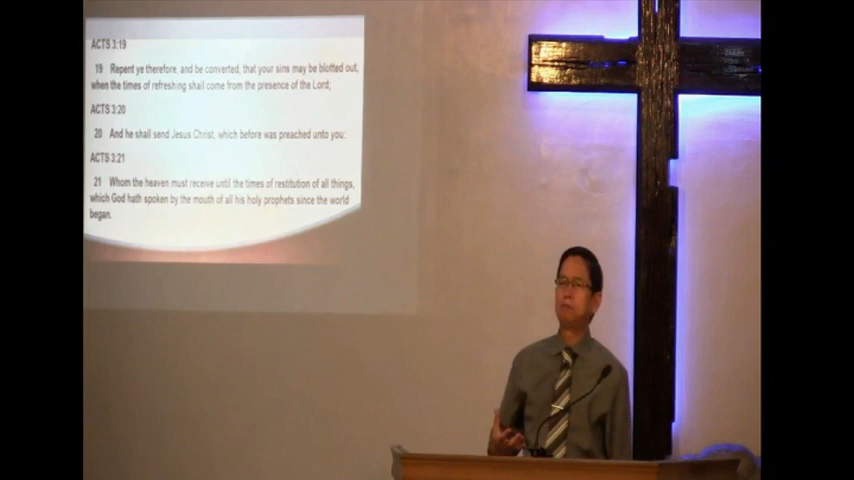 ACTS 3:19
19 Repent ye therefore, and be converted, that your sins may be blotted out,
when the times of refreshing shall come from the presence of the Lord;
ACTS 3:20
20 And he shall send Jesus Christ, which before was preached unto you:
ACTS 3:21
21 Whom the heaven must receive until the times of restitution of all things,
which God hath spoken by the mouth of all his holy prophets since the world
began.